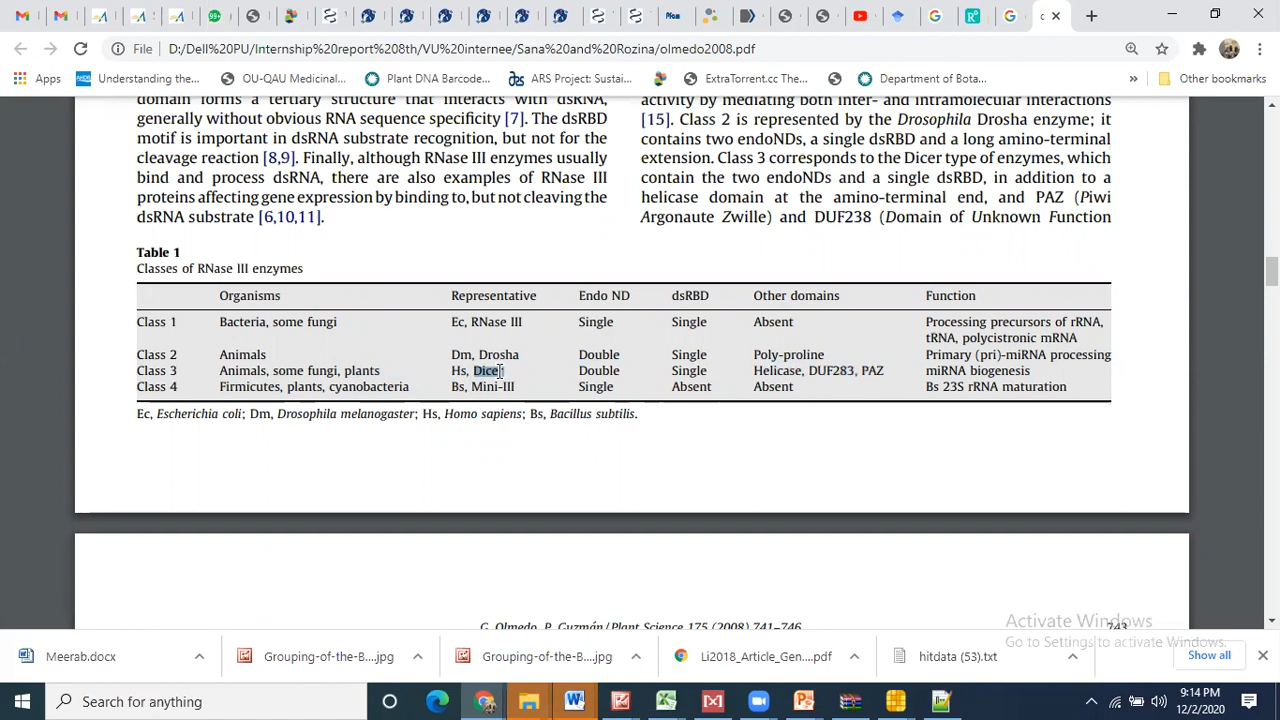 99+
File D:/Dell%20PU/Internship%20report%208th/VU%20internee/Sana%20and%20Rozina/olmedo2008.pdf
Apps Understanding the... OU-QAU Medicinal... Plant DNA Barcode... ARS Project: Sustai... ExtraTorrent.cc The... Department of Bota... » Other bookmarks
domain forms a tertiary structure that interacts with dsRNA,
generally without obvious RNA sequence specificity [7]. The dsRBD
motif is important in dsRNA substrate recognition, but not for the
cleavage reaction [8,9]. Finally, although RNase III enzymes usually
bind and process dsRNA, there are also examples of RNase III
proteins affecting gene expression by binding to, but not cleaving the
dsRNA substrate [6,10,11].
activity by mediating both inter- and intramolecular interactions
[15]. Class 2 is represented by the Drosophila Drosha enzyme; it
contains two endoNDs, a single dsRBD and a long amino-terminal
extension. Class 3 corresponds to the Dicer type of enzymes, which
contain the two endoNDs and a single dsRBD, in addition to a
helicase domain at the amino-terminal end, and PAZ (Piwi
Argonaute Zwille) and DUF238 (Domain of Unknown Function
Table 1
Classes of RNase III enzymes
Organisms Representative Endo ND dsRBD Other domains Function
Class 1 Bacteria, some fungi Ec, RNase III Single Single Absent Processing precursors of rRNA,
tRNA, polycistronic mRNA
Class 2 Animals Dm, Drosha Double Single Poly-proline Primary (pri)-miRNA processing
Class 3 Animals, some fungi, plants Hs, Dicer Double Single Helicase, DUF283, PAZ miRNA biogenesis
Class 4 Firmicutes, plants, cyanobacteria Bs, Mini-III Single Absent Absent Bs 23S rRNA maturation
Ec, Escherichia coli; Dm, Drosophila melanogaster; Hs, Homo sapiens; Bs, Bacillus subtilis.
G. Olmedo, P. Guzmán / Plant Science 175 (2008) 741–746 743
Activate Windows
Go to Settings to activate Windows.
Meerab.docx Grouping-of-the-B....jpg ouping-of-the-B....jpg Li2018_Article_Gen....pdf hitdata (53).txt Show all
Search for anything
9:14 PM
12/2/2020